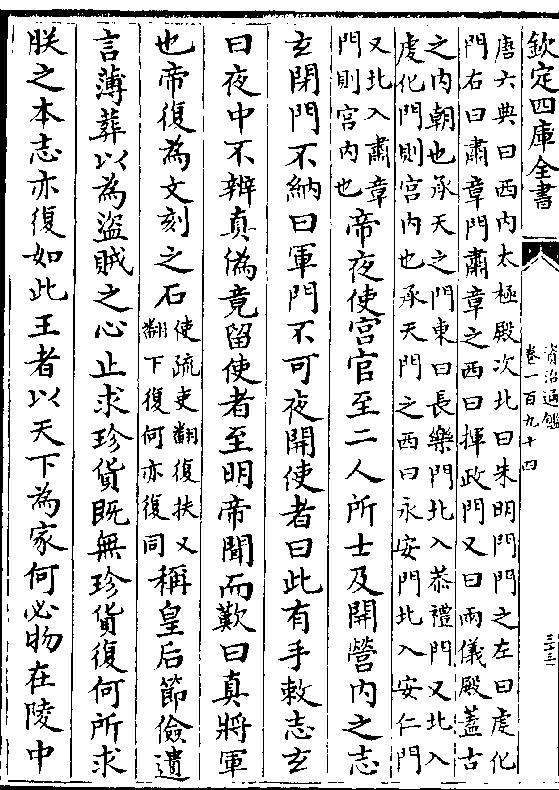 欽定四庫全書
資治通鑑
卷一百九十四
唐六典曰西内太極殿次北曰朱明門門之左曰虔化
門右曰肅章門肅章之西曰揮政門又曰兩儀殿蓋古
之内朝也承天之門東曰長樂門北入恭禮門又北入
虔化門則宫内也承天門之西曰永安門北入安仁門
又北入肅章
門則宫内也
帝夜使宫官至二人所士及開營内之志
玄閉門不納曰軍門不可夜開使者曰此有手敕志玄
曰夜中不辨真偽竟留使者至明帝聞而歎曰真將軍
也帝復為文刻之石
使疏吏翻復扶又
翻下復何亦復同
稱皇后節儉遺
言薄葬以為盜賊之心止求珍貨既無珍貨復何所求
朕之本志亦復如此王者以天下為家何必物在陵中